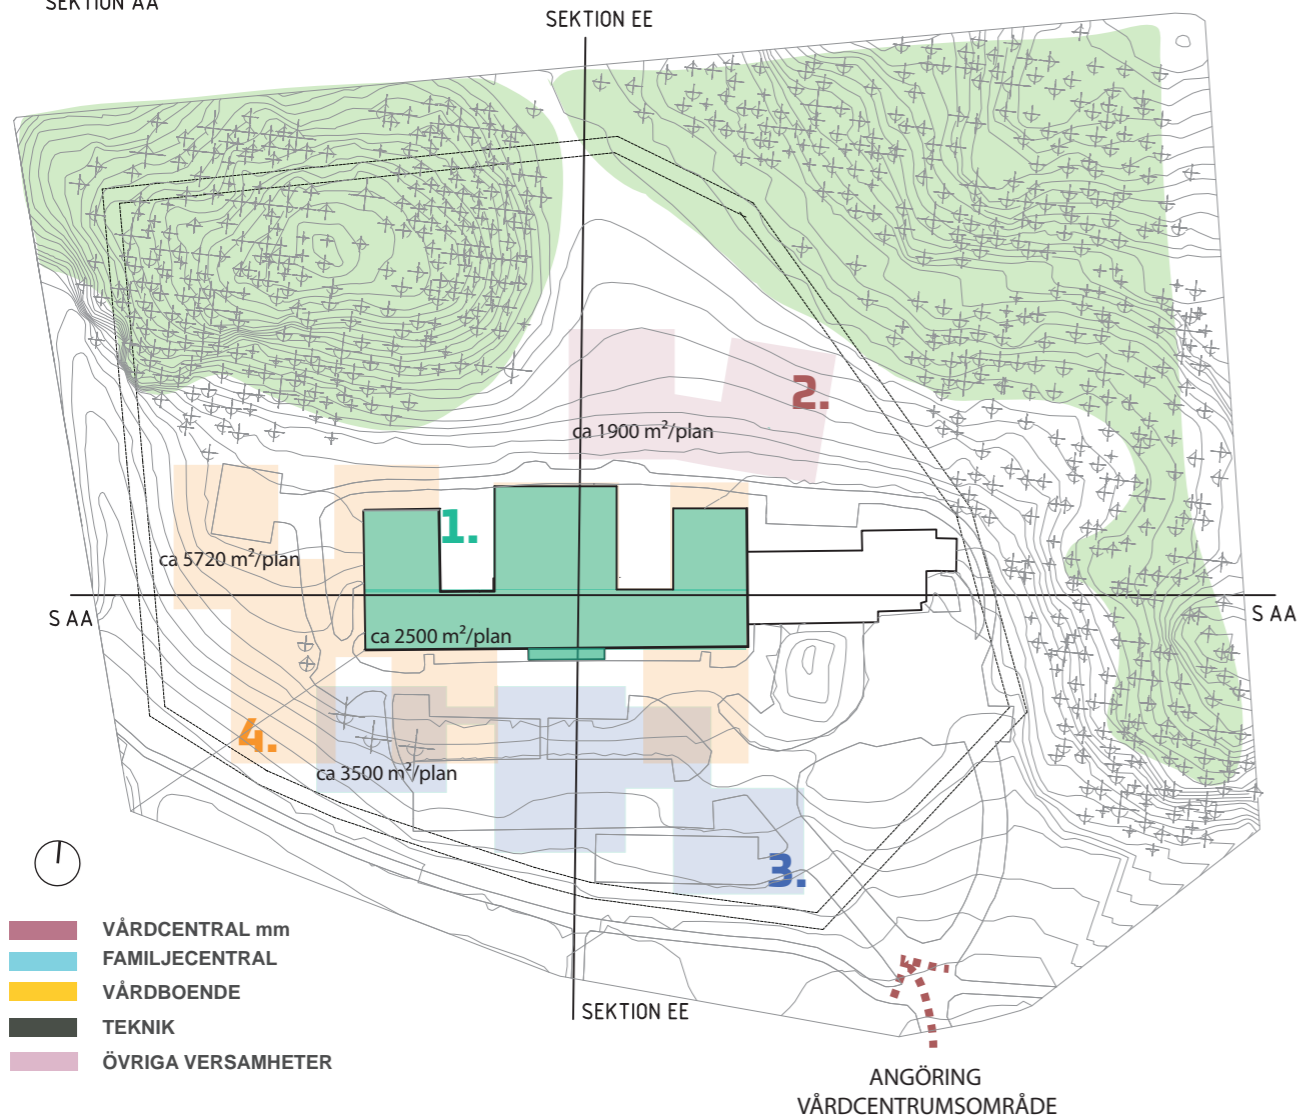 SEKTION AA
SEKTION EE
2.
ca 1900 m²/plan
1.
ca 5720 m²/plan
S AA
S AA
ca 2500 m²/plan
4.
ca 3500 m²/plan
3.
VÅRDCENTRAL mm
FAMILJECENTRAL
VÅRDBOENDE
TEKNIK
ÖVRIGA VERSAMHETER
SEKTION EE
ANGÖRING
VÅRDCENTRUMSOMRÅDE